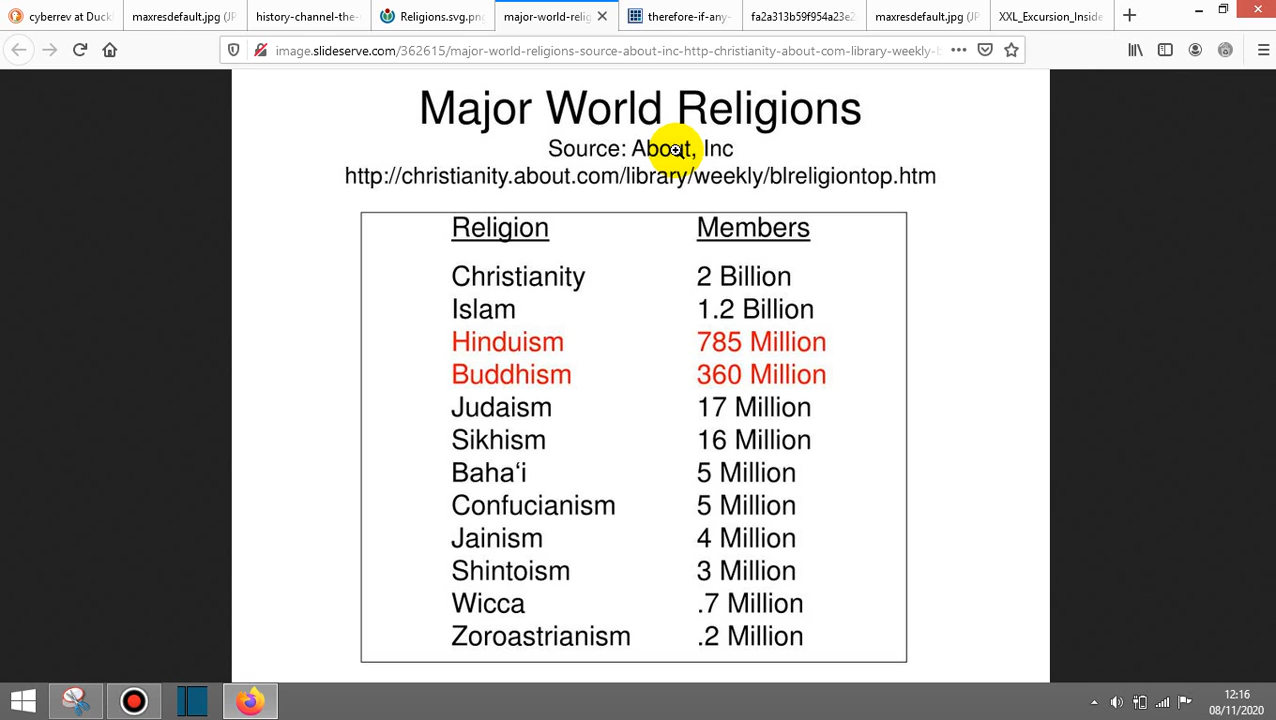 cyberrev at Duck
maxresdefault.jpg (JP
history-channel-the-
Religions.svg.png
major-world-relig
therefore-if-any-
fa2a313b59f954a23e2
maxresdefault.jpg (JP
XXL_Excursion_Inside
image.slideserve.com/362615/major-world-religions-source-about-inc-http-christianity-about-com-library-weekly-b
Major World Religions
Source: About, Inc
http://christianity.about.com/library/weekly/blreligiontop.htm
Religion Members
Christianity 2 Billion
Islam 1.2 Billion
Hinduism 785 Million
Buddhism 360 Million
Judaism 17 Million
Sikhism 16 Million
Baha‘i 5 Million
Confucianism 5 Million
Jainism 4 Million
Shintoism 3 Million
Wicca .7 Million
Zoroastrianism .2 Million
12:16
08/11/2020